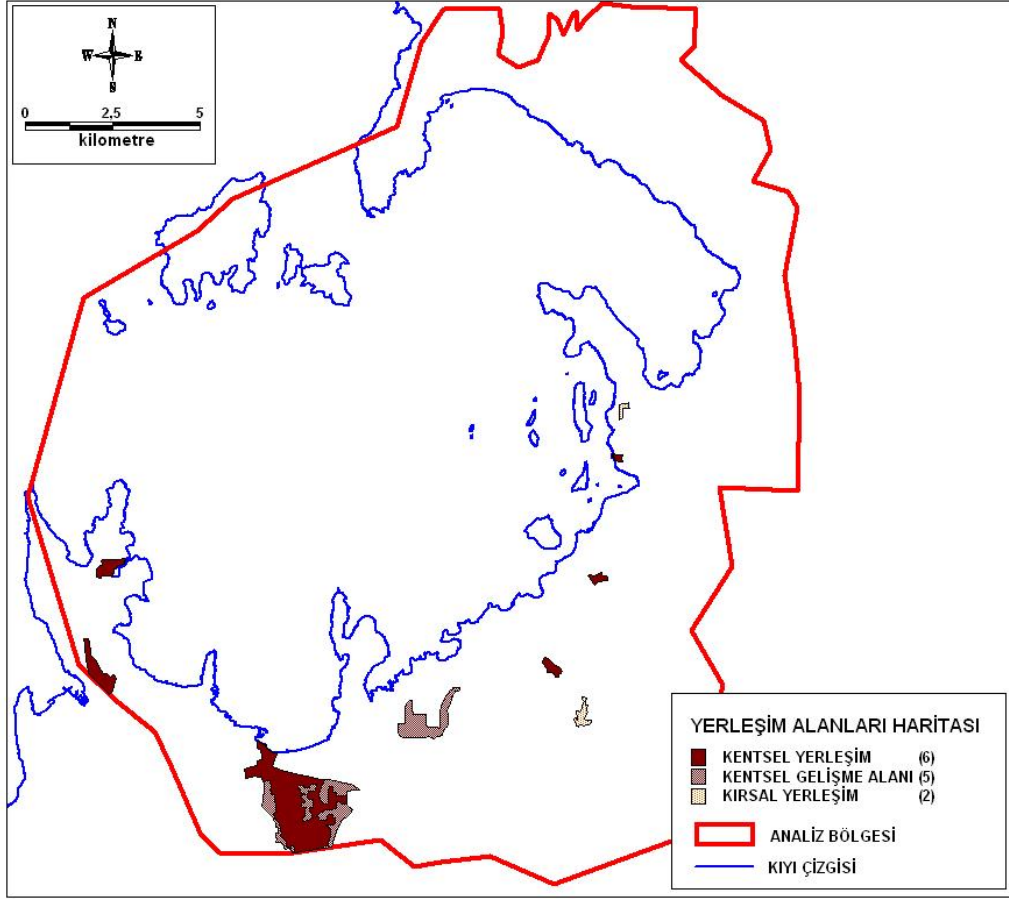 N
W E
S
0 2,5 5
kilometre
YERLEŞİM ALANLARI HARİTASI
KENTSEL YERLEŞİM (6)
KENTSEL GELİŞME ALANI (5)
KIRSAL YERLEŞİM (2)
ANALİZ BÖLGESİ
KIYI ÇİZGİSİ